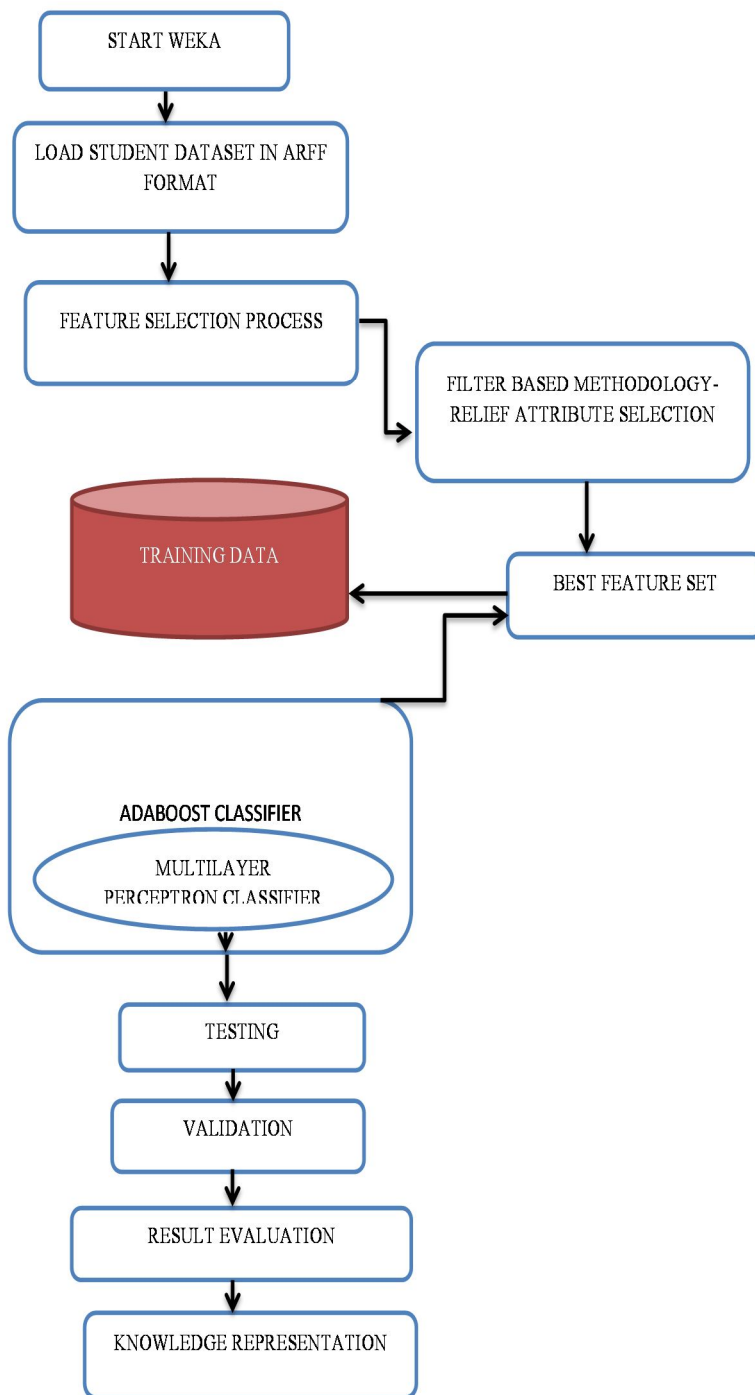 START WEKA
LOAD STUDENT DATASET IN ARFF
FORMAT
FEATURE SELECTION PROCESS
FILTER BASED METHODOLOGY-
RELIEF ATTRIBUTE SELECTION
TRAINING DATA
BEST FEATURE SET
ADABOOST CLASSIFIER
MULTILAYER
PERCEPTRON CLASSIFIER
TESTING
VALIDATION
RESULT EVALUATION
KNOWLEDGE REPRESENTATION